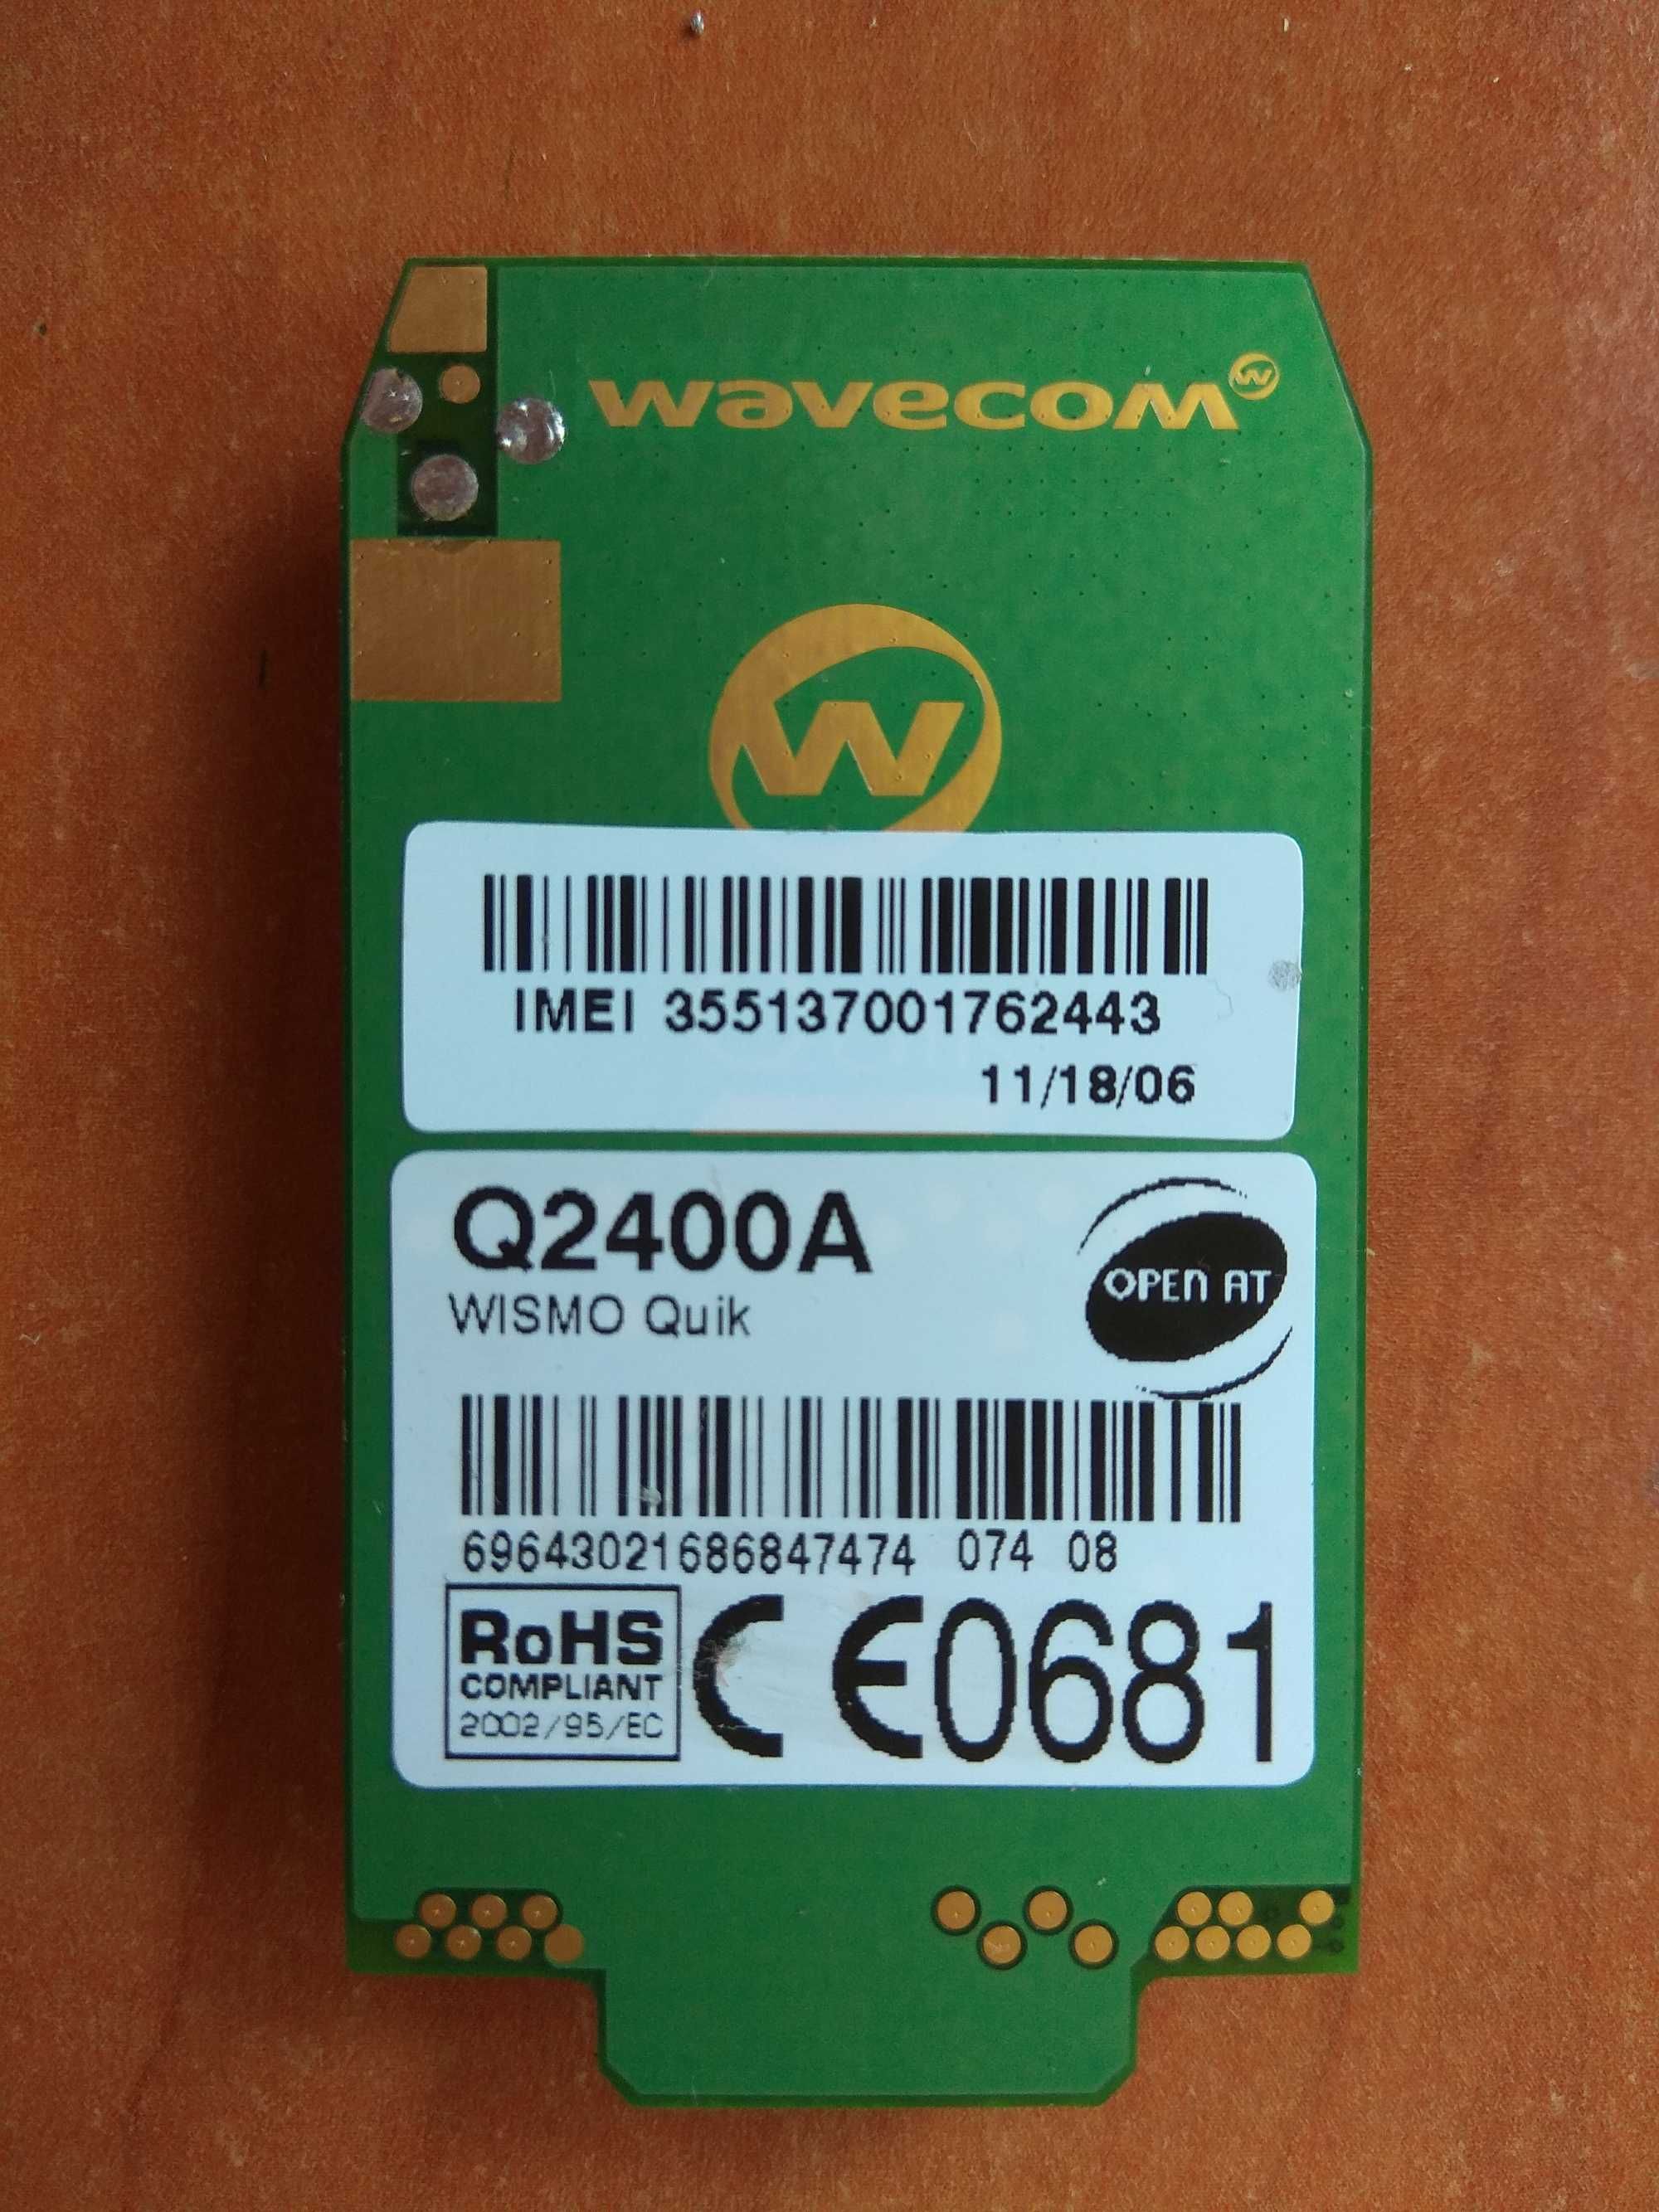 wavecom
W
W
IMEI 355137001762443
11/18/06
Q2400A
OPEN AT
WISMO Quik
69643021686847474 074 08
RoHS
COMPLIANT
2002/95/EC
CE0681